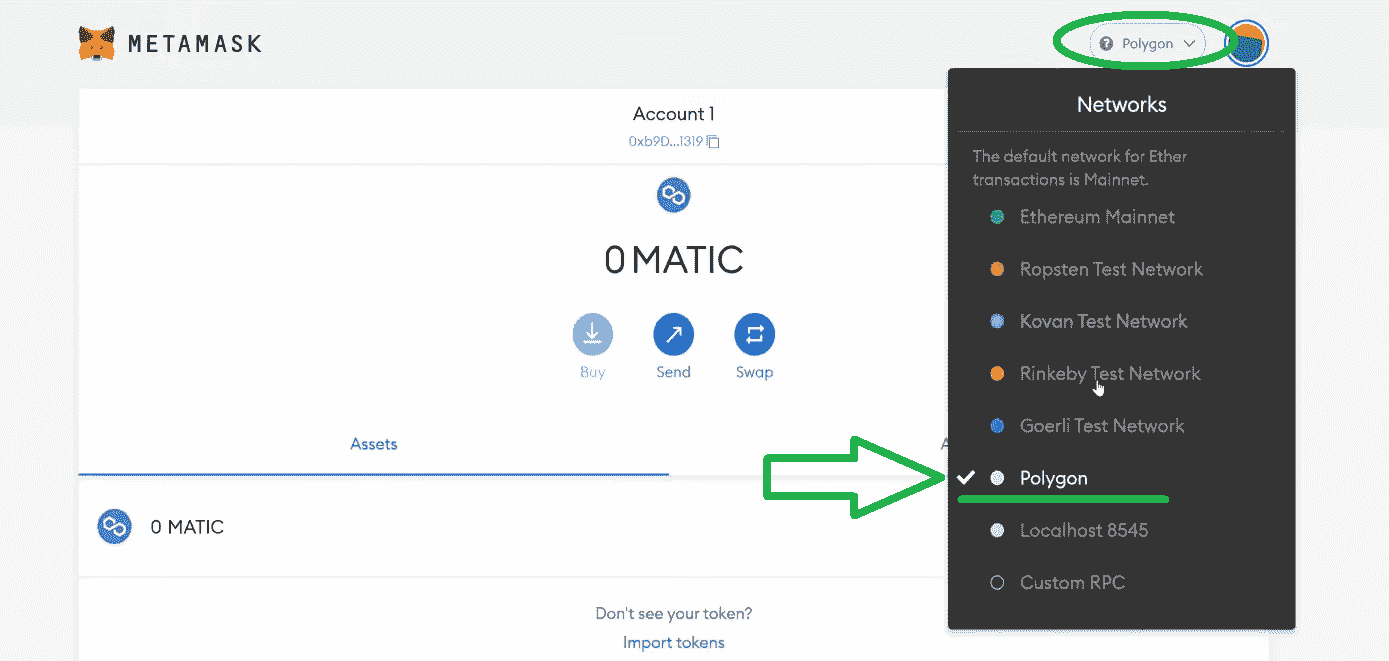 METAMASK
Polygon
Account 1
0xb9D...1319
0 MATIC
Buy
Send
Swap
Assets
0 MATIC
Don't see your token?
Import tokens
Networks
The default network for Ether
transactions is Mainnet.
Ethereum Mainnet
Ropsten Test Network
Kovan Test Network
Rinkeby Test Network
Goerli Test Network
Polygon
Localhost 8545
Custom RPC